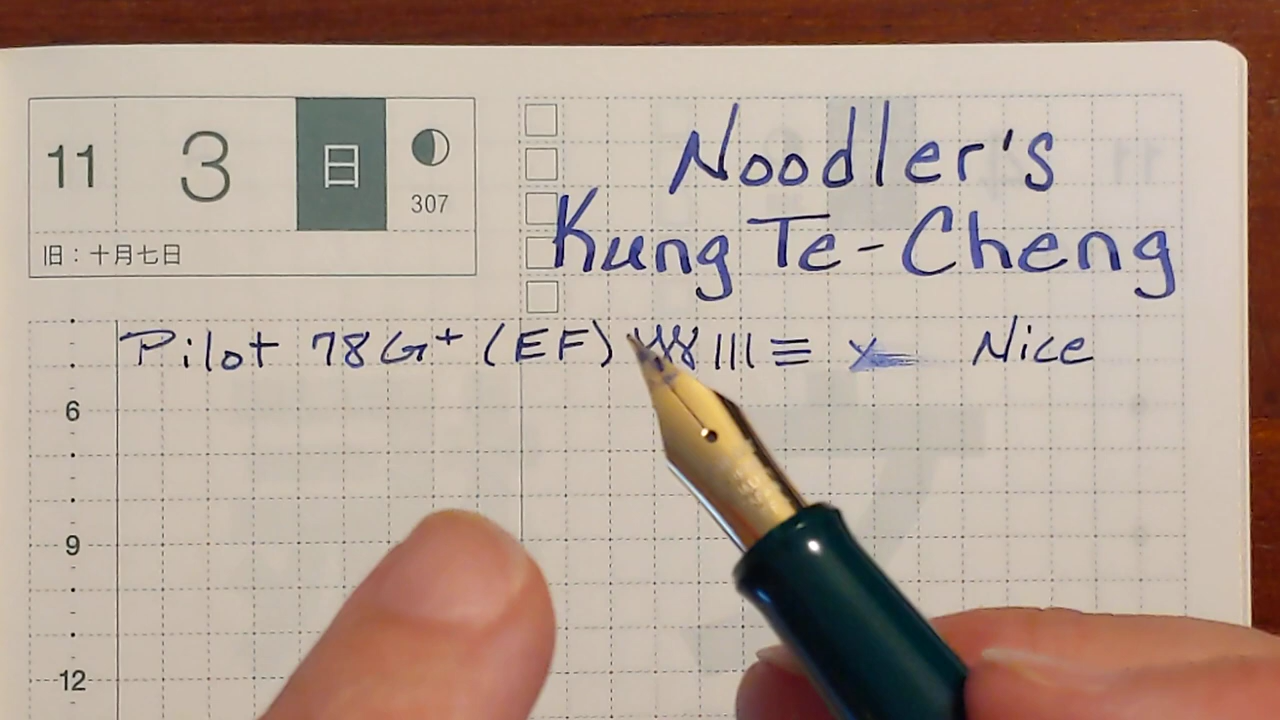 11 3 日
307
旧：十月七日
Noodler's
Kung Te-Cheng
Pilot 78G+ (EF) Nice
6
9
12